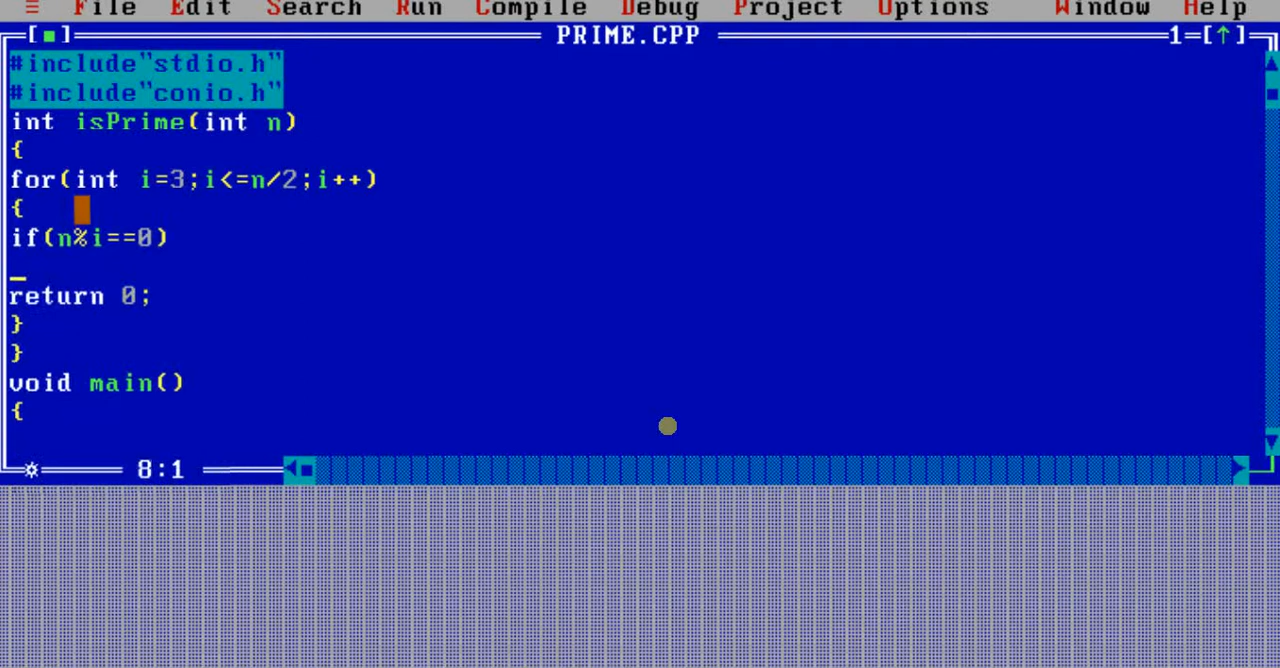 ≡ File Edit Search Run Compile Debug Project Options Window Help
[■] PRIME.CPP 1=[↑]
#include"stdio.h"
#include"conio.h"
int isPrime(int n)
{
for(int i=3;i<=n/2;i++)
{
if(n%i==0)
_
return 0;
}
}
void main()
{
8:1